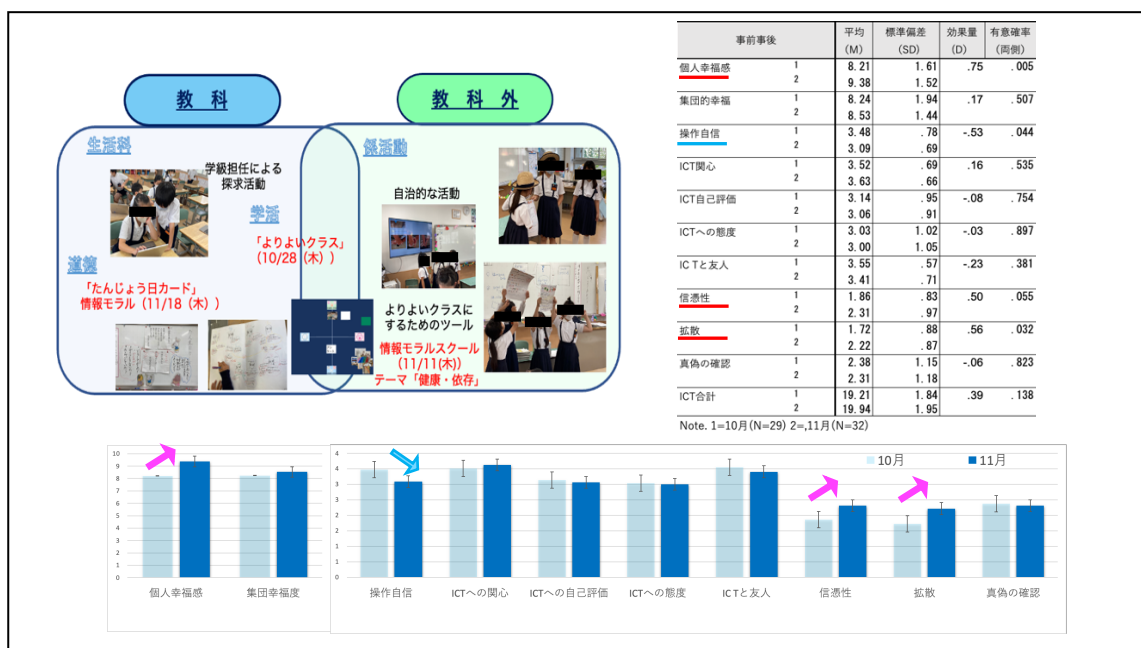 教　科
教　科　外
生活科
学級担任による
探求活動
学活
「よりよいクラス」
(10/28（木）)
道徳
「たんじょう日カード」
情報モラル（11/18（木））
係活動
自治的な活動
よりよいクラスに
するためのツール
情報モラルスクール
(11/11(木))
テーマ「健康・依存」
事前事後 平均 標準偏差 効果量 有意確率
(M) (SD) (D) (両側)
個人幸福感 1 8.21 1.61 .75 .005
2 9.38 1.52
集団的幸福 1 8.24 1.94 .17 .507
2 8.53 1.44
操作自信 1 3.48 .78 -.53 .044
2 3.09 .69
ICT関心 1 3.52 .69 .16 .535
2 3.63 .66
ICT自己評価 1 3.14 .95 -.08 .754
2 3.06 .91
ICTへの態度 1 3.03 1.02 -.03 .897
2 3.00 1.05
IC Tと友人 1 3.55 .57 -.23 .381
2 3.41 .71
信憑性 1 1.86 .83 .50 .055
2 2.31 .97
拡散 1 1.72 .88 .56 .032
2 2.22 .87
真偽の確認 1 2.38 1.15 -.06 .823
2 2.31 1.18
ICT合計 1 19.21 1.84 .39 .138
2 19.94 1.95
Note. 1=10月(N=29) 2=,11月(N=32)
10
9
8
7
6
5
4
3
2
1
0
個人幸福感 集団幸福度
10月 11月
4
4
3
3
2
2
1
1
0
操作自信 ICTへの関心 ICTへの自己評価 ICTへの態度 IC Tと友人 信憑性 拡散 真偽の確認